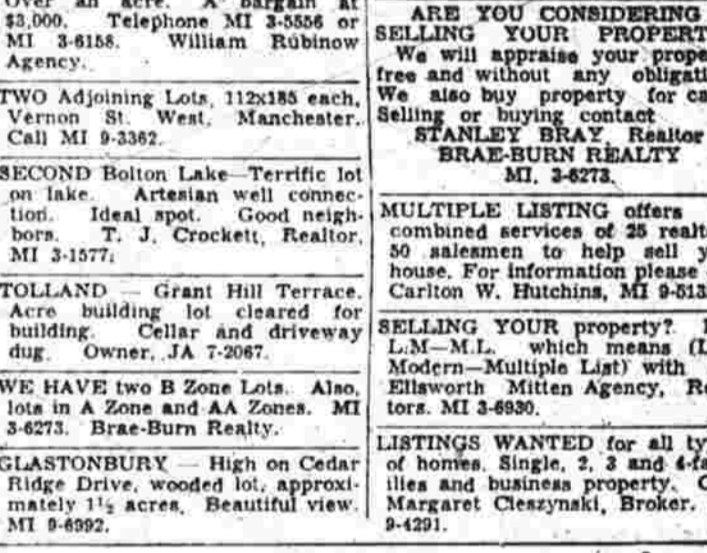 Over an acre. A bargain at
$3,000. Telephone MI 3-5556 or
MI 3-6158. William Rubinow
Agency.
TWO Adjoining Lots, 112x185 each,
Vernon St. West, Manchester.
Call MI 9-3362.
SECOND Bolton Lake—Terrific lot
on lake. Artesian well connec-
tion. Ideal spot. Good neigh-
bors. T. J. Crockett, Realtor,
MI 3-1577.
TOLLAND — Grant Hill Terrace.
Acre building lot cleared for
building. Cellar and driveway
dug. Owner, JA 7-2067.
WE HAVE two B Zone Lots. Also,
lots in A Zone and AA Zones. MI
3-6273. Brae-Burn Realty.
GLASTONBURY — High on Cedar
Ridge Drive, wooded lot, approxi-
mately 1½ acres. Beautiful view.
MI 9-6992.
ARE YOU CONSIDERING
SELLING YOUR PROPERT
We will appraise your prope
free and without any obligati
We also buy property for ca
Selling or buying contact
STANLEY BRAY, Realtor
BRAE-BURN REALTY
MI. 3-6273.
MULTIPLE LISTING offers
combined services of 25 realt
50 salesmen to help sell y
house. For information please
Carlton W. Hutchins, MI 9-513
SELLING YOUR property?
L.M—M.L. which means (L
Modern—Multiple List) with
Ellsworth Mitten Agency, Re
tors. MI 3-6930.
LISTINGS WANTED for all ty
of homes. Single, 2, 3 and 4-fa
ilies and business property. C
Margaret Cieszynski, Broker.
9-4291.